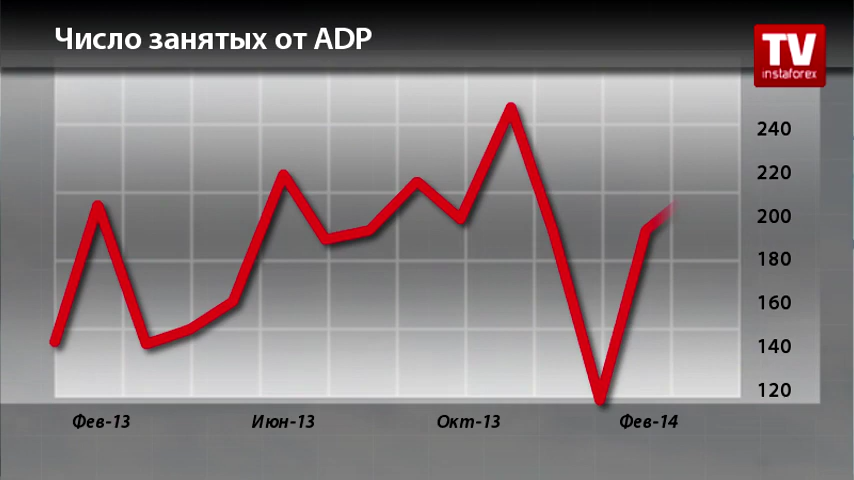 Число занятых от ADP
TV
instaforex
240
220
200
180
160
140
120
Фев-13
Июн-13
Окт-13
Фев-14